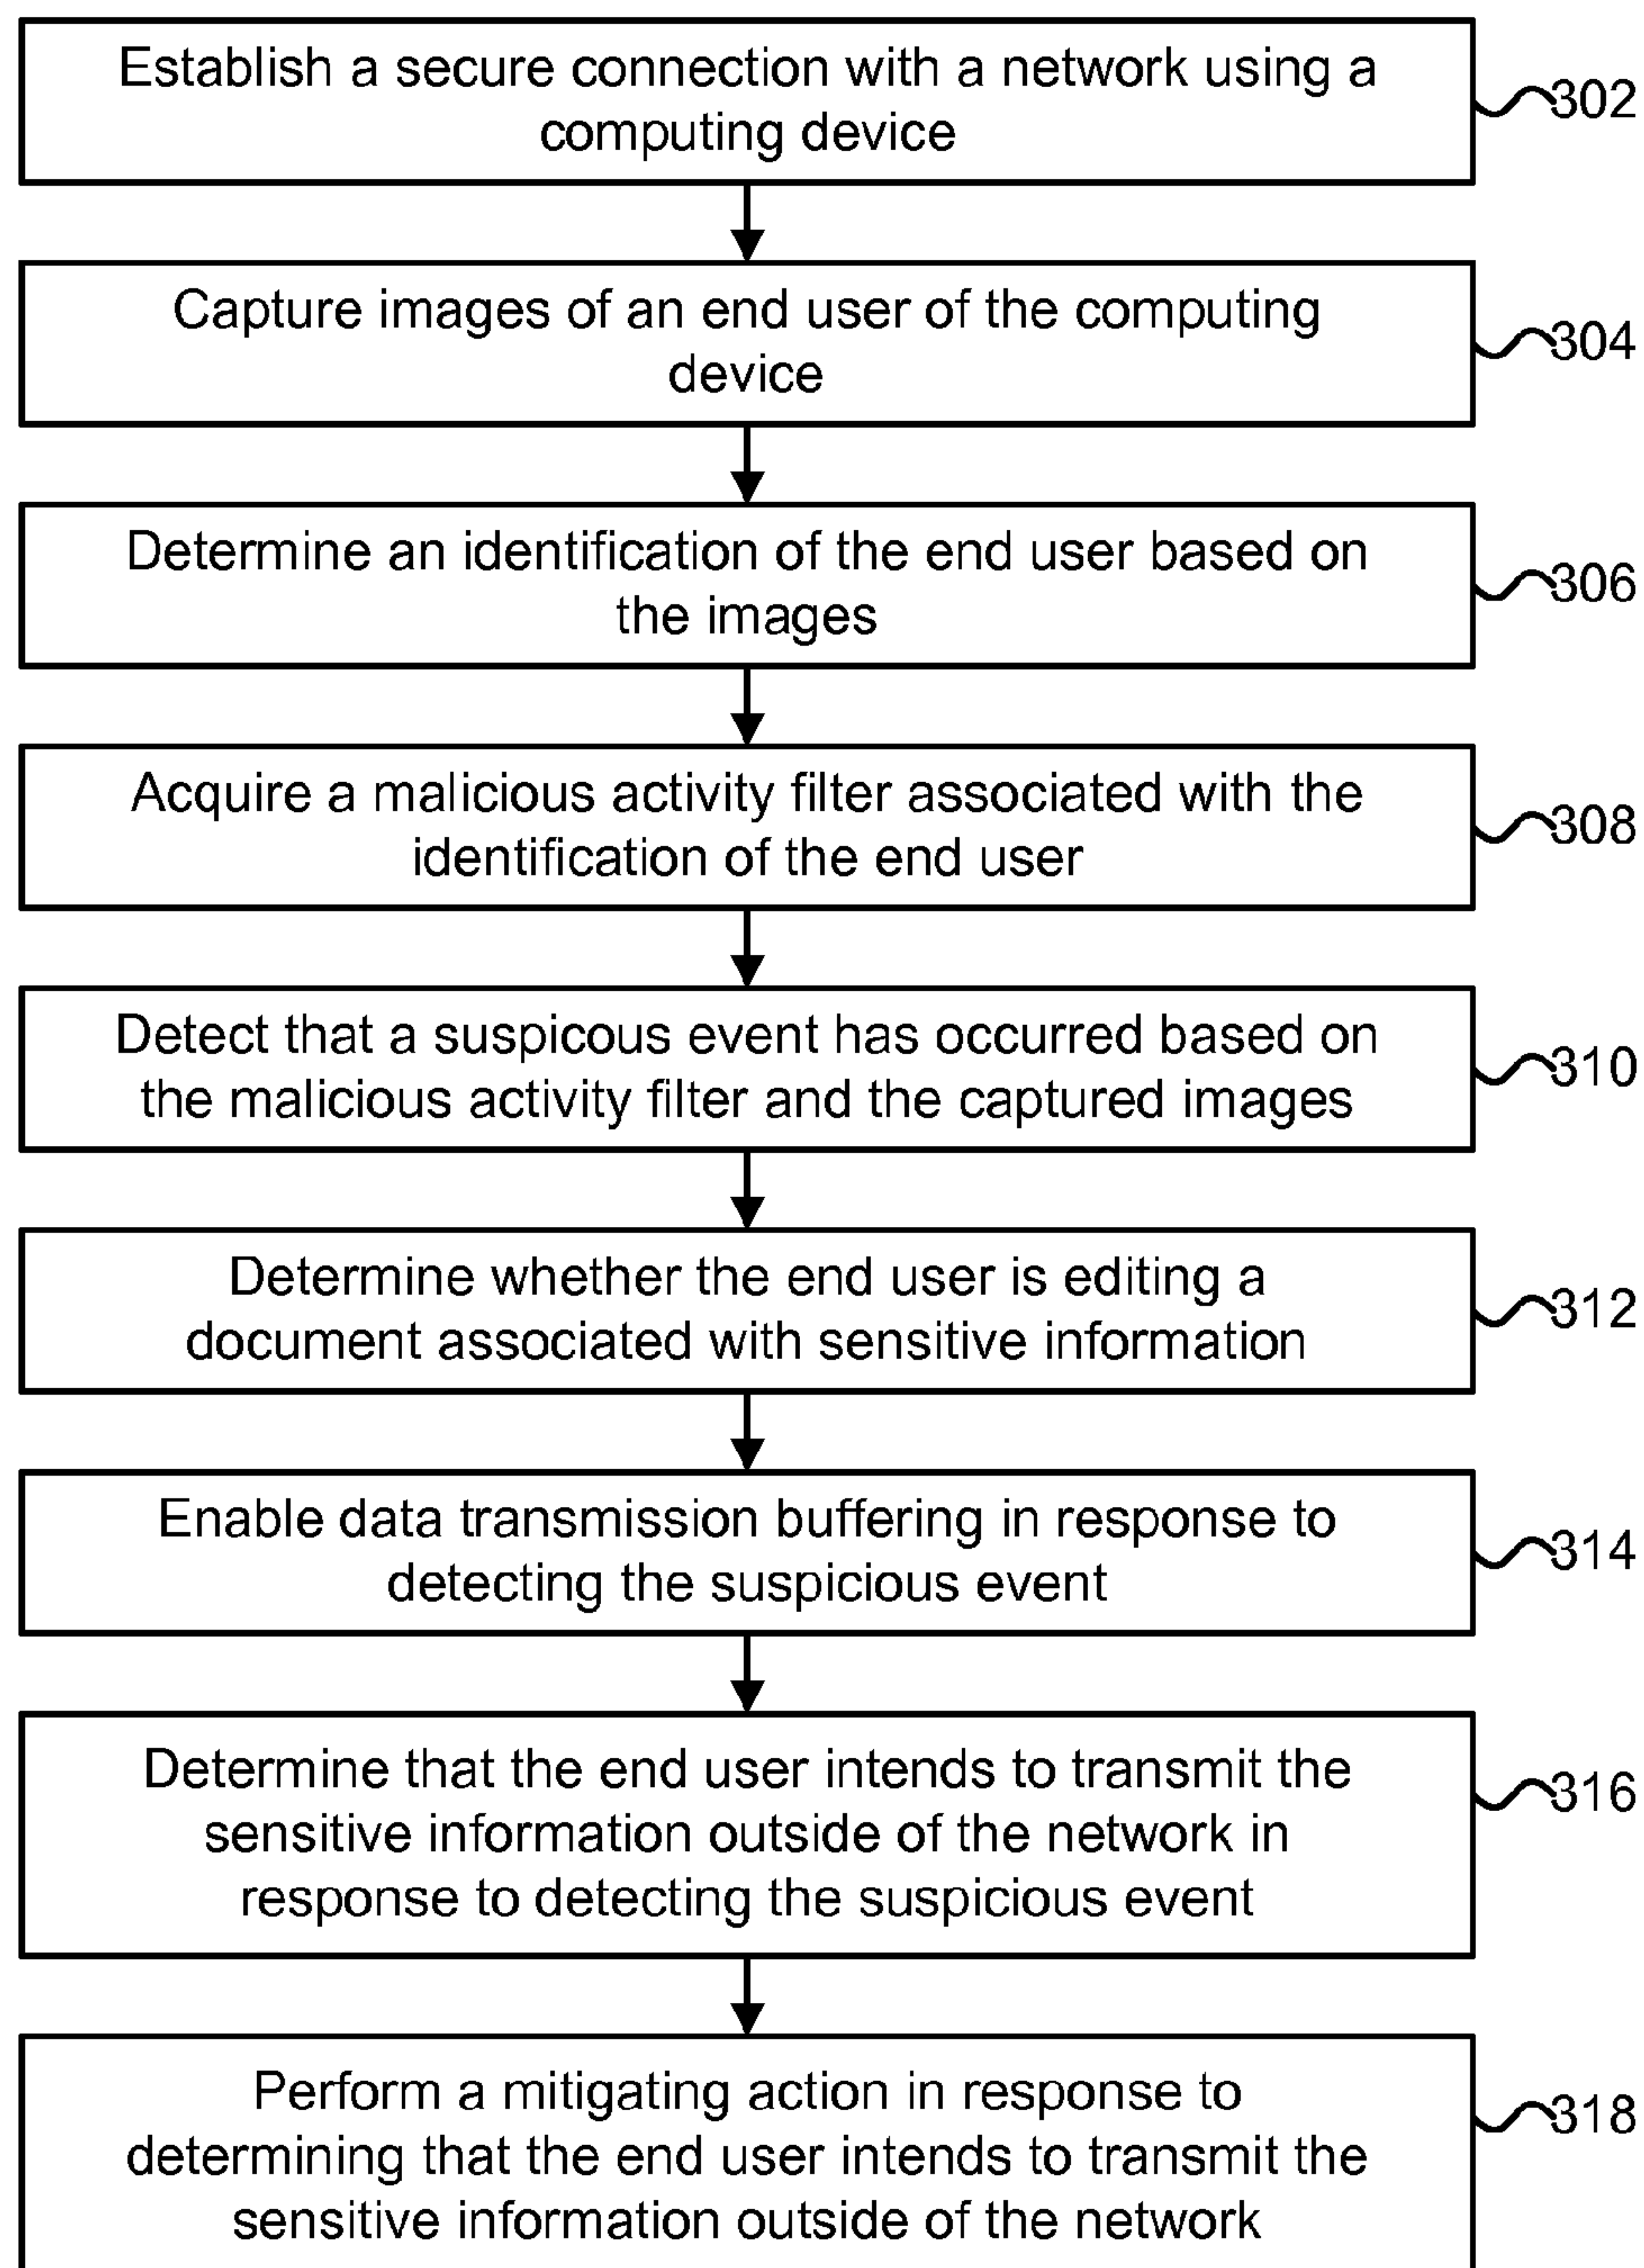 Establish a secure connection with a network using a
computing device
302
Capture images of an end user of the computing
device
304
Determine an identification of the end user based on
the images
306
Acquire a malicious activity filter associated with the
identification of the end user
308
Detect that a suspicous event has occurred based on
the malicious activity filter and the captured images
310
Determine whether the end user is editing a
document associated with sensitive information
312
Enable data transmission buffering in response to
detecting the suspicious event
314
Determine that the end user intends to transmit the
sensitive information outside of the network in
response to detecting the suspicious event
316
Perform a mitigating action in response to
determining that the end user intends to transmit the
sensitive information outside of the network
318